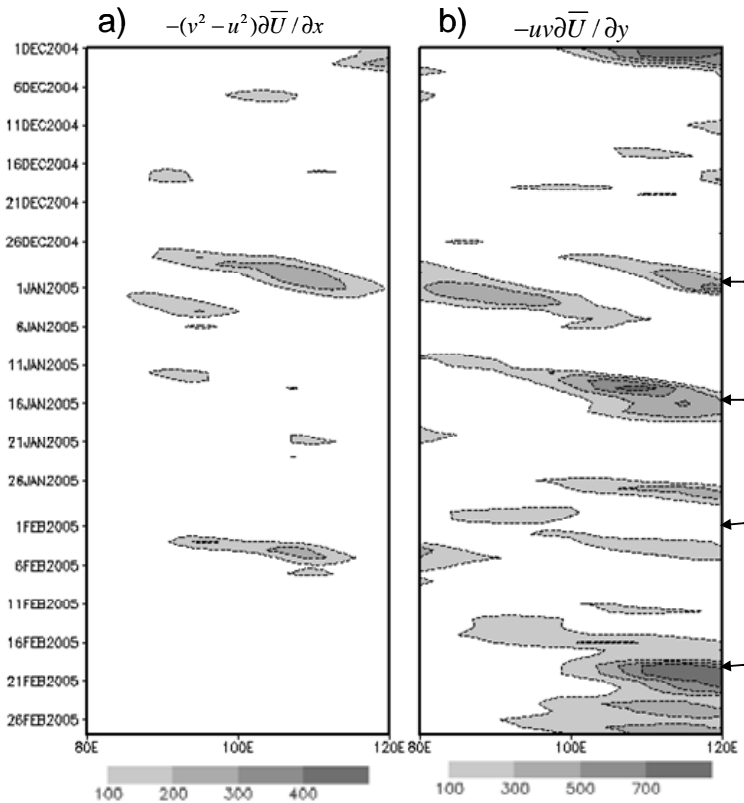 a) −(v² − u²)∂U̅ / ∂x
b) −uv∂U̅ / ∂y
1DEC2004
6DEC2004
11DEC2004
16DEC2004
21DEC2004
26DEC2004
1JAN2005
6JAN2005
11JAN2005
16JAN2005
21JAN2005
26JAN2005
1FEB2005
6FEB2005
11FEB2005
16FEB2005
21FEB2005
26FEB2005
80E 100E 120E
80E 100E 120E
100 200 300 400
100 300 500 700